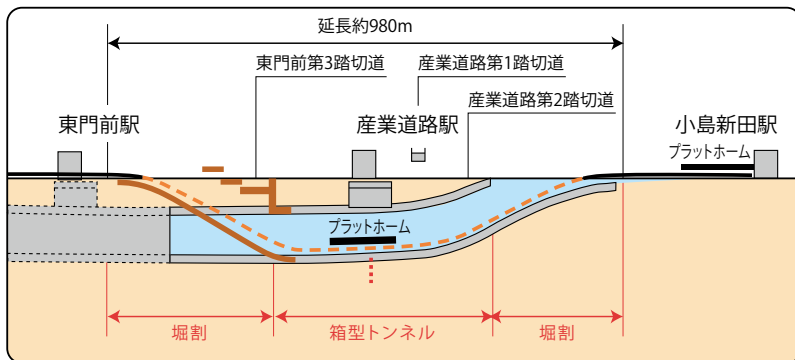 延長約980m
東門前第3踏切道
産業道路第1踏切道
産業道路第2踏切道
東門前駅
産業道路駅
小島新田駅
プラットホーム
プラットホーム
堀割
箱型トンネル
堀割